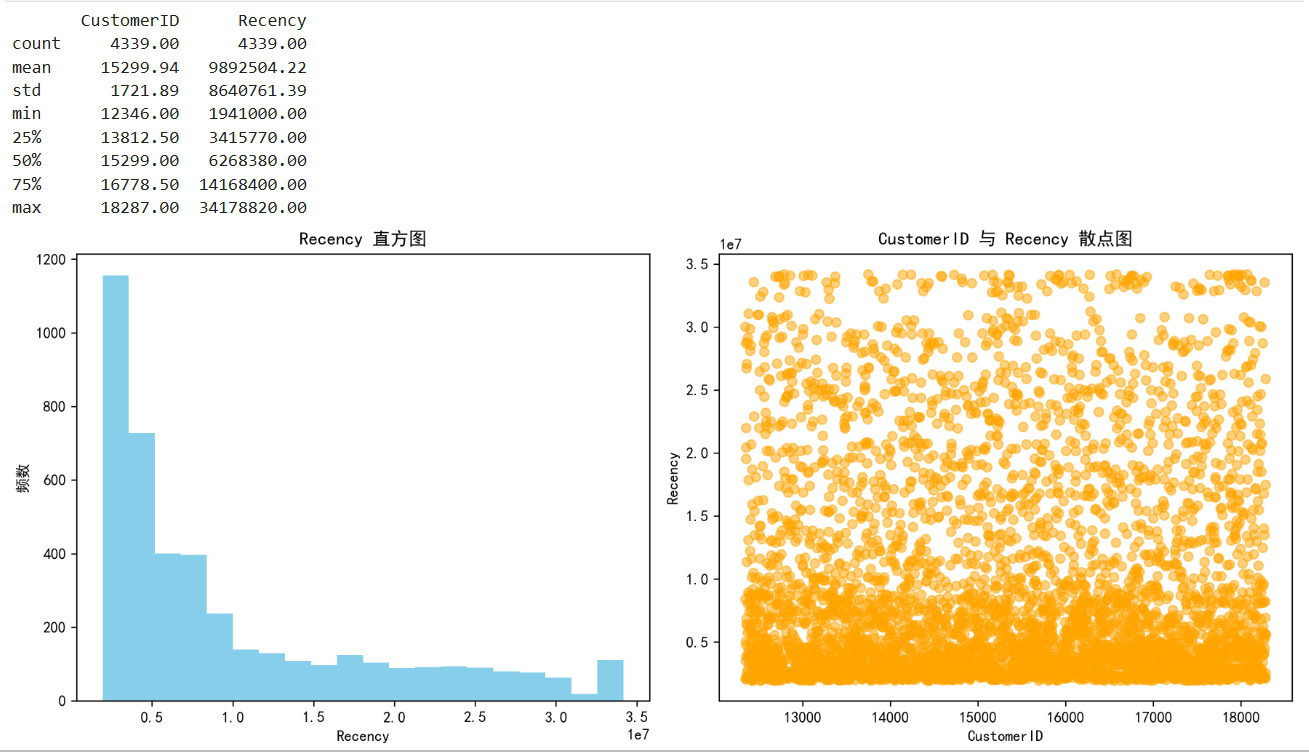 CustomerID Recency
count 4339.00 4339.00
mean 15299.94 9892504.22
std 1721.89 8640761.39
min 12346.00 1941000.00
25% 13812.50 3415770.00
50% 15299.00 6268380.00
75% 16778.50 14168400.00
max 18287.00 34178820.00
Recency 直方图
1200
1000
800
600
400
200
0
频数
0.5 1.0 1.5 2.0 2.5 3.0 3.5
1e7
Recency
CustomerID 与 Recency 散点图
1e7
3.5
3.0
2.5
2.0
1.5
1.0
0.5
Recency
13000 14000 15000 16000 17000 18000
CustomerID